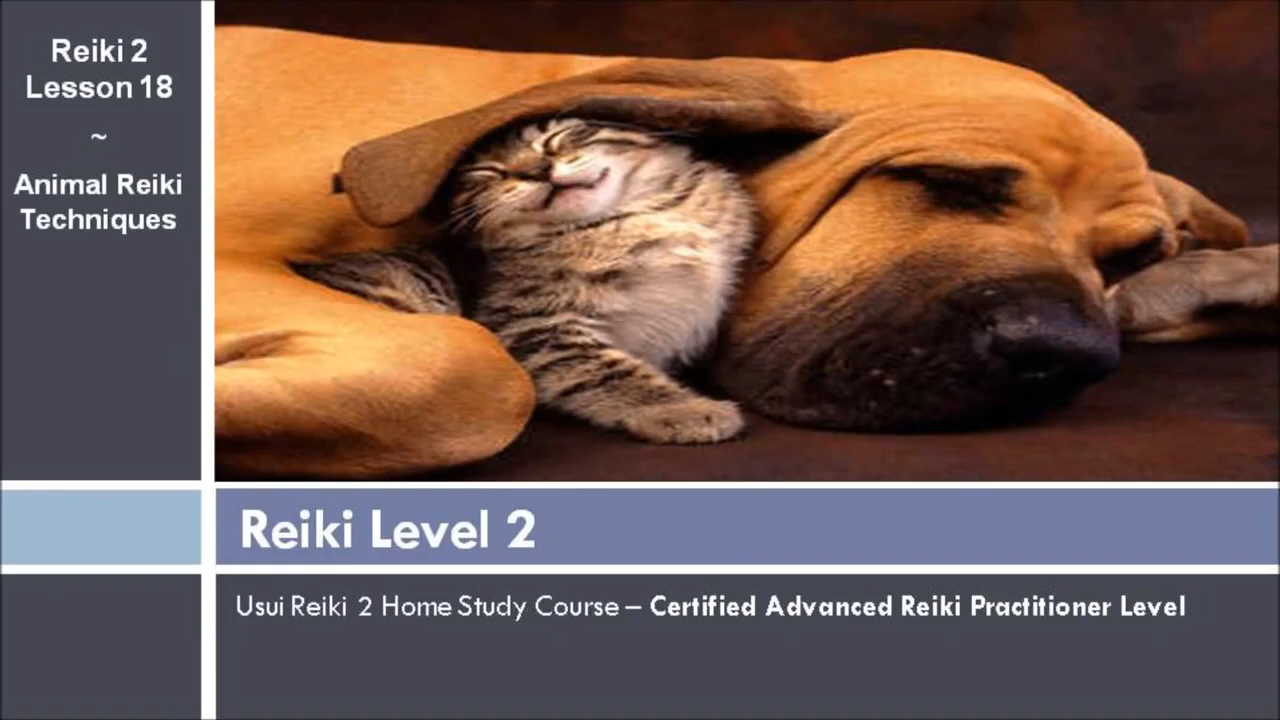 Reiki 2
Lesson 18
~
Animal Reiki
Techniques
Reiki Level 2
Usui Reiki 2 Home Study Course – Certified Advanced Reiki Practitioner Level